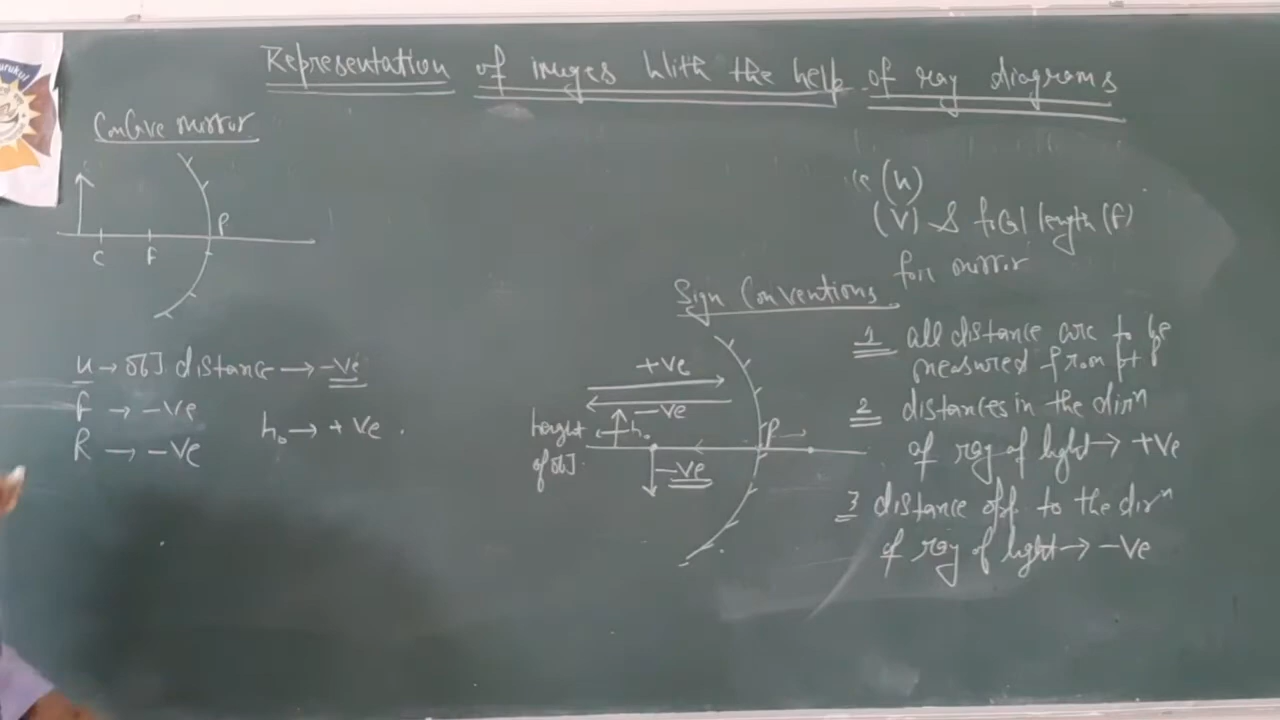 Representation of images With the help of ray diagrams
Concave mirror
P
C F
u → obj distance → -ve
f → -ve
R → -ve
h₀ → + ve .
(u)
(V) & focal length (f)
for mirror
Sign Conventions
+ve
-ve
height
of obj
h₀
P
-ve
1 all distance are to be
measured from pt P
2 distances in the dirⁿ
of ray of light → +ve
3 distance opp. to the dirⁿ
of ray of light → -ve